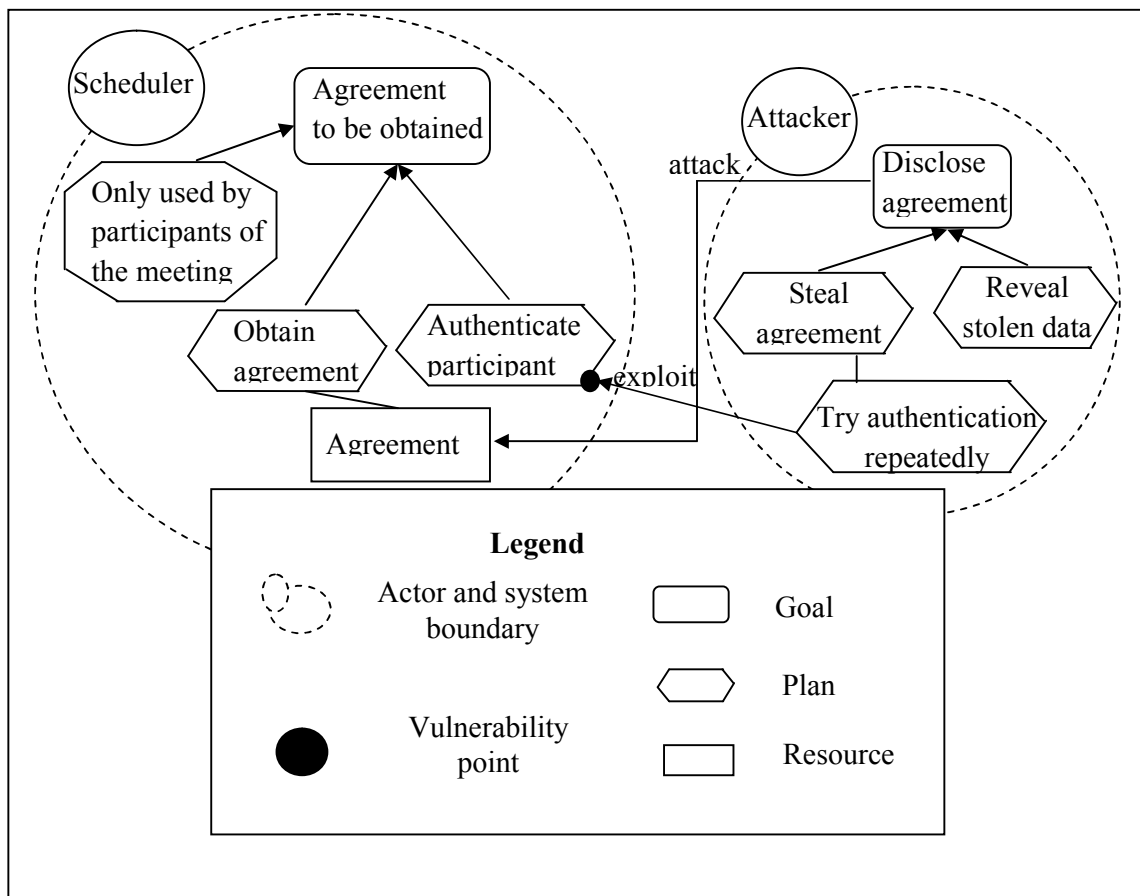 Scheduler
Agreement
to be obtained
Only used by
participants of
the meeting
Obtain
agreement
Authenticate
participant
Agreement
exploit
attack
Attacker
Disclose
agreement
Steal
agreement
Reveal
stolen data
Try authentication
repeatedly
Legend
Actor and system
boundary
Goal
Plan
Vulnerability
point
Resource